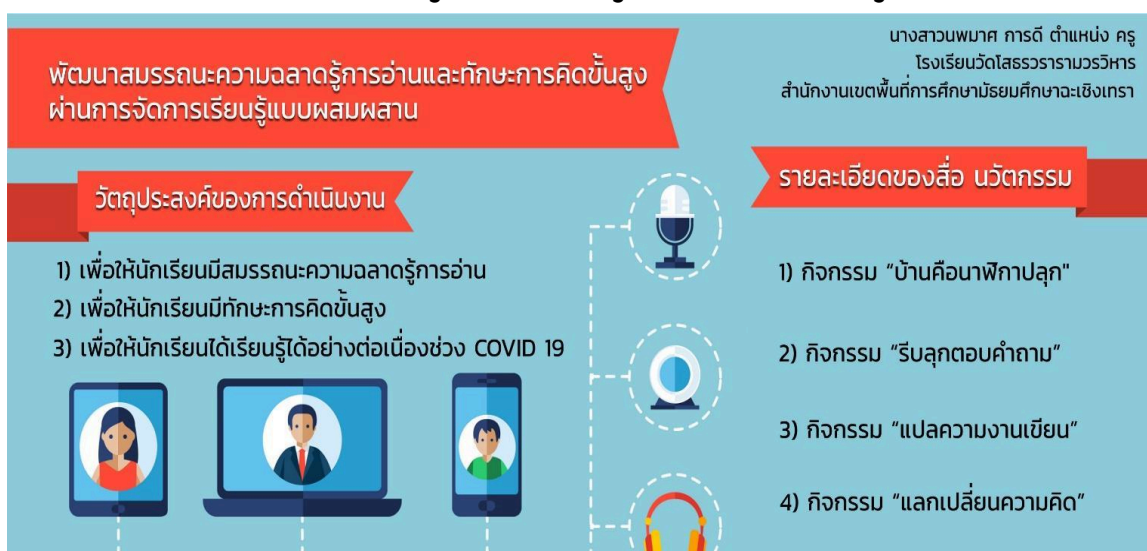 พัฒนาสมรรถนะความฉลาดรู้การอ่านและทักษะการคิดขั้นสูง
ผ่านการจัดการเรียนรู้แบบผสมผสาน
นางสาวนพมาศ การดี ตำแหน่ง ครู
โรงเรียนวัดโสธรวรารามวรวิหาร
สำนักงานเขตพื้นที่การศึกษามัธยมศึกษาฉะเชิงเทรา
วัตถุประสงค์ของการดำเนินงาน
1) เพื่อให้นักเรียนมีสมรรถนะความฉลาดรู้การอ่าน
2) เพื่อให้นักเรียนมีทักษะการคิดขั้นสูง
3) เพื่อให้นักเรียนได้เรียนรู้ได้อย่างต่อเนื่องช่วง COVID 19
รายละเอียดของสื่อ นวัตกรรม
1) กิจกรรม “บ้านคือนาฬิกาปลุก"
2) กิจกรรม “รีบลุกตอบคำถาม”
3) กิจกรรม “แปลความงานเขียน”
4) กิจกรรม “แลกเปลี่ยนความคิด”